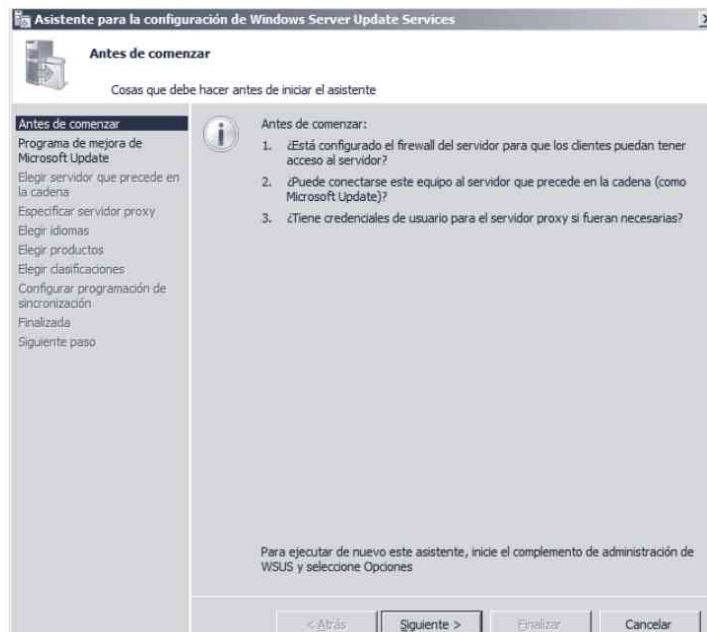 Asistente para la configuración de Windows Server Update Services
Antes de comenzar
Cosas que debe hacer antes de iniciar el asistente
Antes de comenzar
Programa de mejora de
Microsoft Update
Elegir servidor que precede en
la cadena
Especificar servidor proxy
Elegir idiomas
Elegir productos
Elegir clasificaciones
Configurar programación de
sincronización
Finalizada
Siguiente paso
Antes de comenzar:
1. ¿Está configurado el firewall del servidor para que los clientes puedan tener
acceso al servidor?
2. ¿Puede conectarse este equipo al servidor que precede en la cadena (como
Microsoft Update)?
3. ¿Tiene credenciales de usuario para el servidor proxy si fueran necesarias?
Para ejecutar de nuevo este asistente, inicie el complemento de administración de
WSUS y seleccione Opciones
< Atrás
Siguiente >
Finalizar
Cancelar